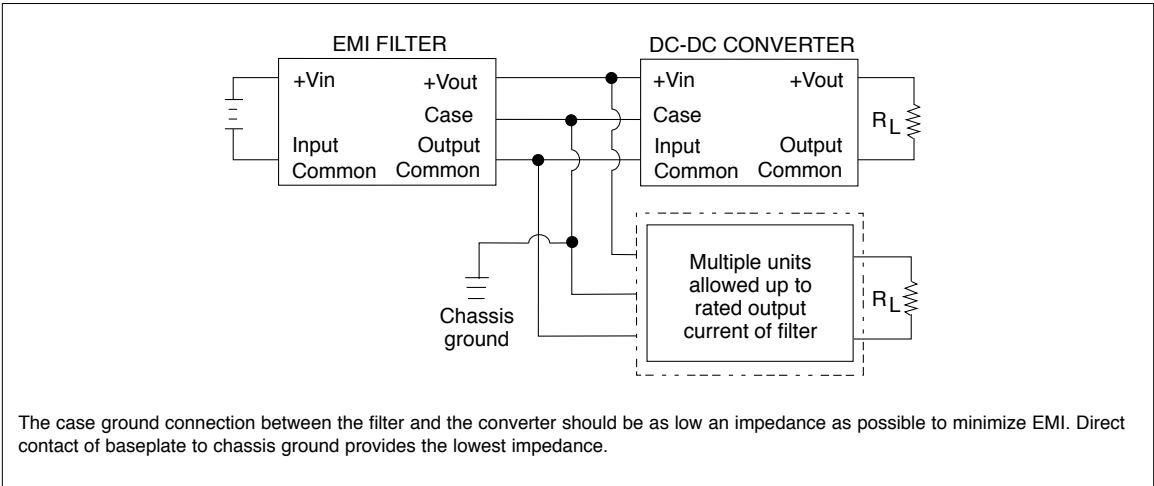 EMI FILTER
DC-DC CONVERTER
+Vin
+Vout
Case
Input
Output
Common
Common
+Vin
+Vout
Case
Input
Output
Common
Common
RL
Multiple units
allowed up to
rated output
current of filter
RL
Chassis
ground
The case ground connection between the filter and the converter should be as low an impedance as possible to minimize EMI. Direct
contact of baseplate to chassis ground provides the lowest impedance.